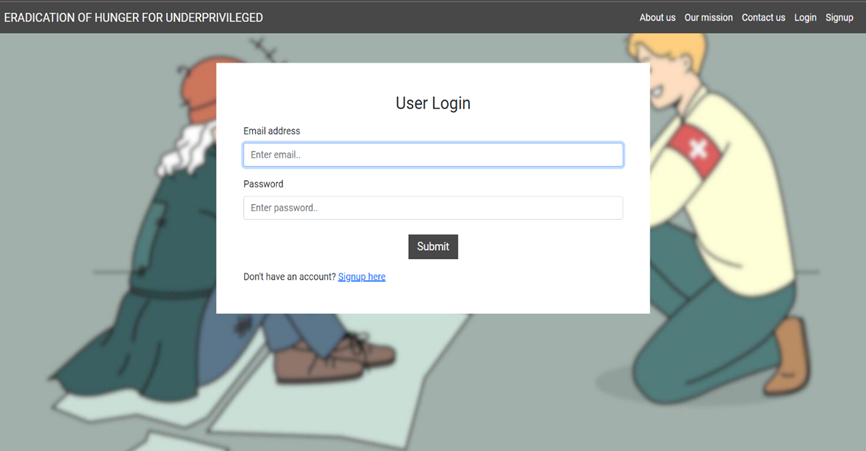 ERADICATION OF HUNGER FOR UNDERPRIVILEGED
About us Our mission Contact us Login Signup
User Login
Email address
Enter email..
Password
Enter password..
Submit
Don't have an account? Signup here